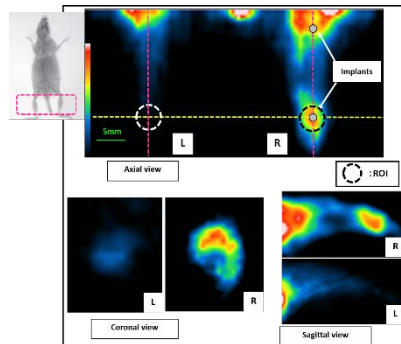 Implants
5mm
L
R
Axial view
: ROI
L
R
R
L
Coronal view
Sagittal view